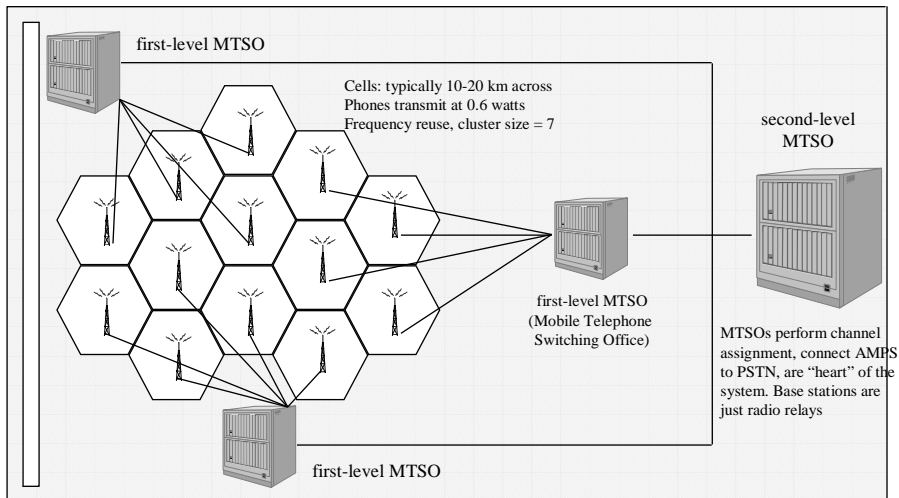 first-level MTSO
Cells: typically 10-20 km across
Phones transmit at 0.6 watts
Frequency reuse, cluster size = 7
second-level
MTSO
first-level MTSO
(Mobile Telephone
Switching Office)
MTSOs perform channel
assignment, connect AMPS
to PSTN, are “heart” of the
system. Base stations are
just radio relays
first-level MTSO